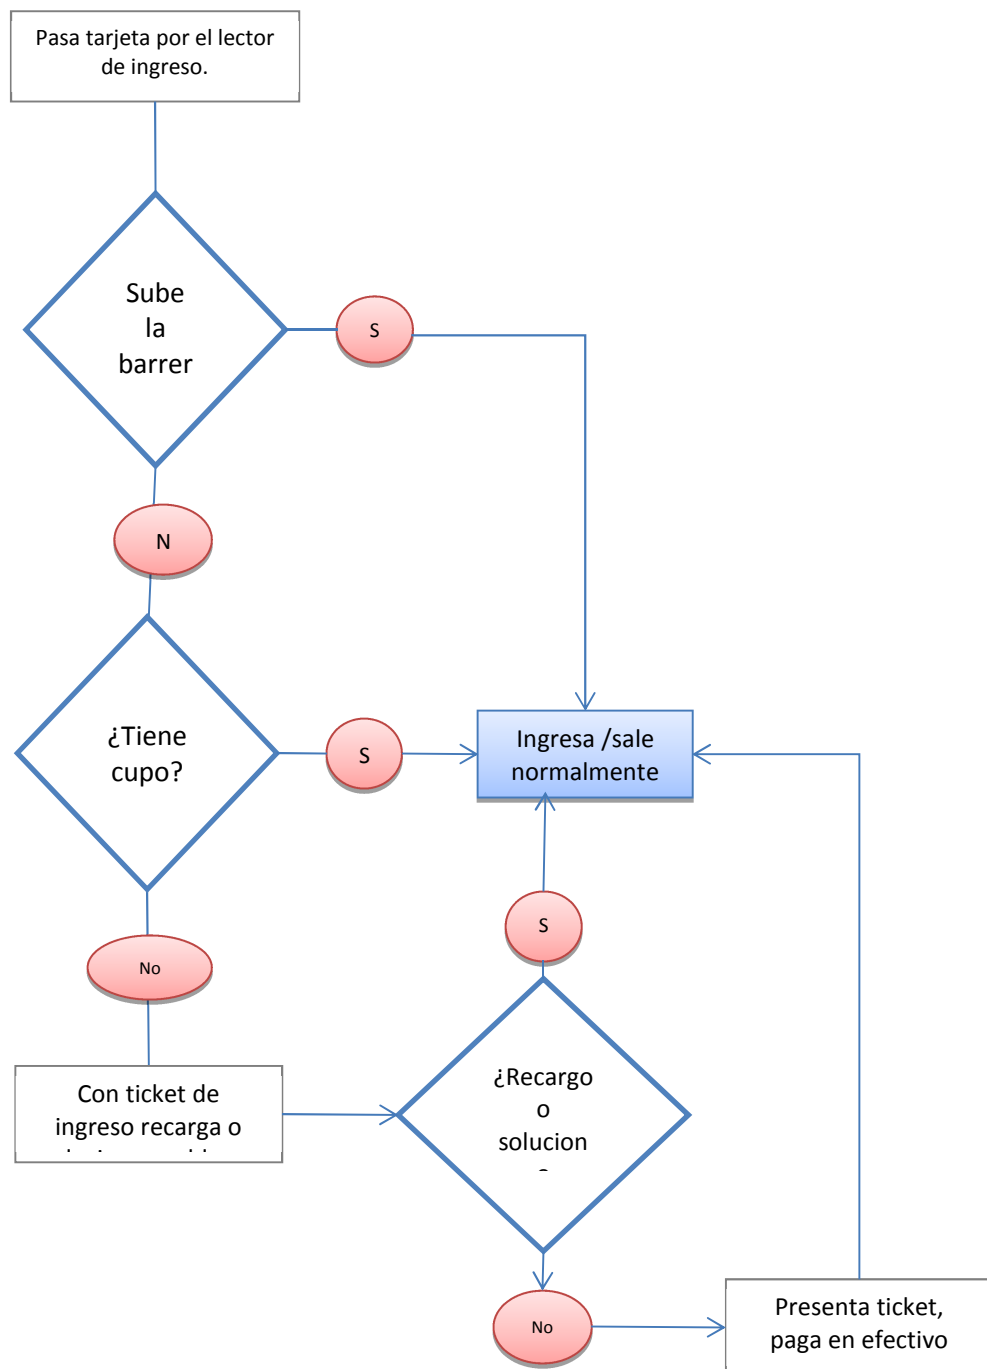 Pasa tarjeta por el lector
de ingreso.
Sube
la
barrer
S
N
¿Tiene
cupo?
S
Ingresa /sale
normalmente
S
No
Con ticket de
ingreso recarga o
¿Recargo
o
solucion
No
Presenta ticket,
paga en efectivo